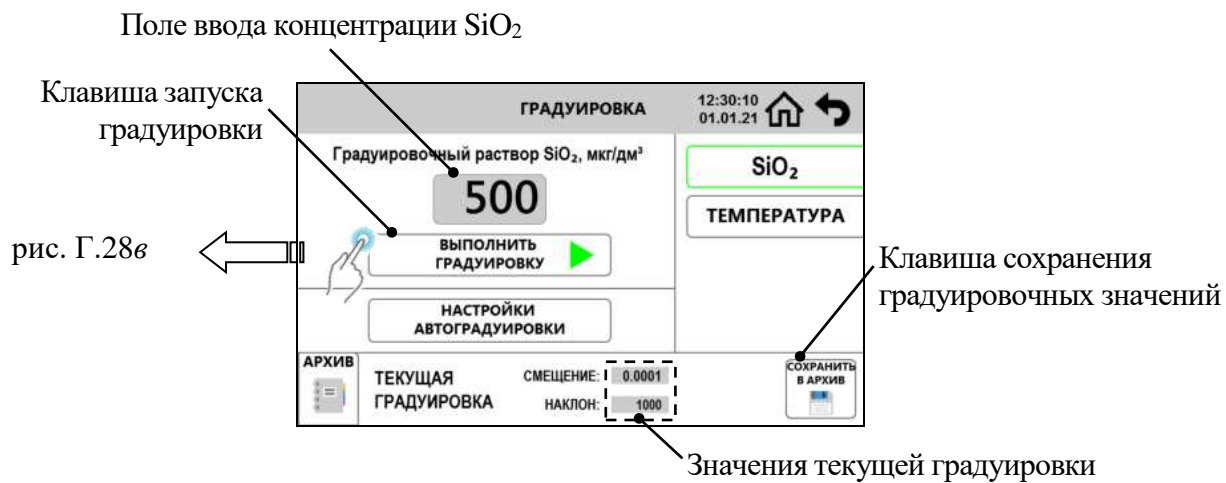 Поле ввода концентрации SiO₂
Клавиша запуска
градуировки
ГРАДУИРОВКА
12:30:10
01.01.21
Градуировочный раствор SiO₂, мкг/дм³
500
SiO₂
ТЕМПЕРАТУРА
рис. Г.28в
ВЫПОЛНИТЬ
ГРАДУИРОВКУ
Клавиша сохранения
градуировочных значений
НАСТРОЙКИ
АВТОГРАДУИРОВКИ
АРХИВ
ТЕКУЩАЯ
ГРАДУИРОВКА
СМЕЩЕНИЕ: 0.0001
НАКЛОН: 1000
СОХРАНИТЬ
В АРХИВ
Значения текущей градуировки